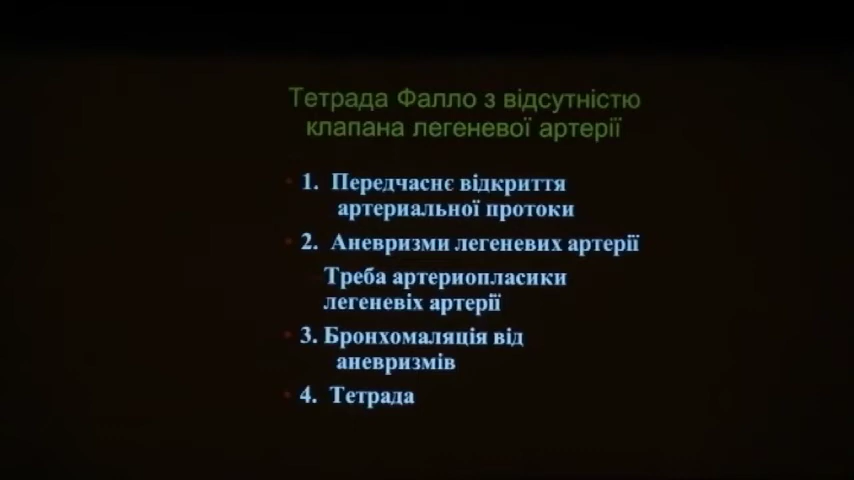 Тетрада Фалло з відсутністю
клапана легеневої артерії
1. Передчаснє відкриття
артериальної протоки
2. Аневризми легеневих артерії
Треба артериопласики
легеневіх артерії
3. Бронхомаляція від
аневризмів
4. Тетрада